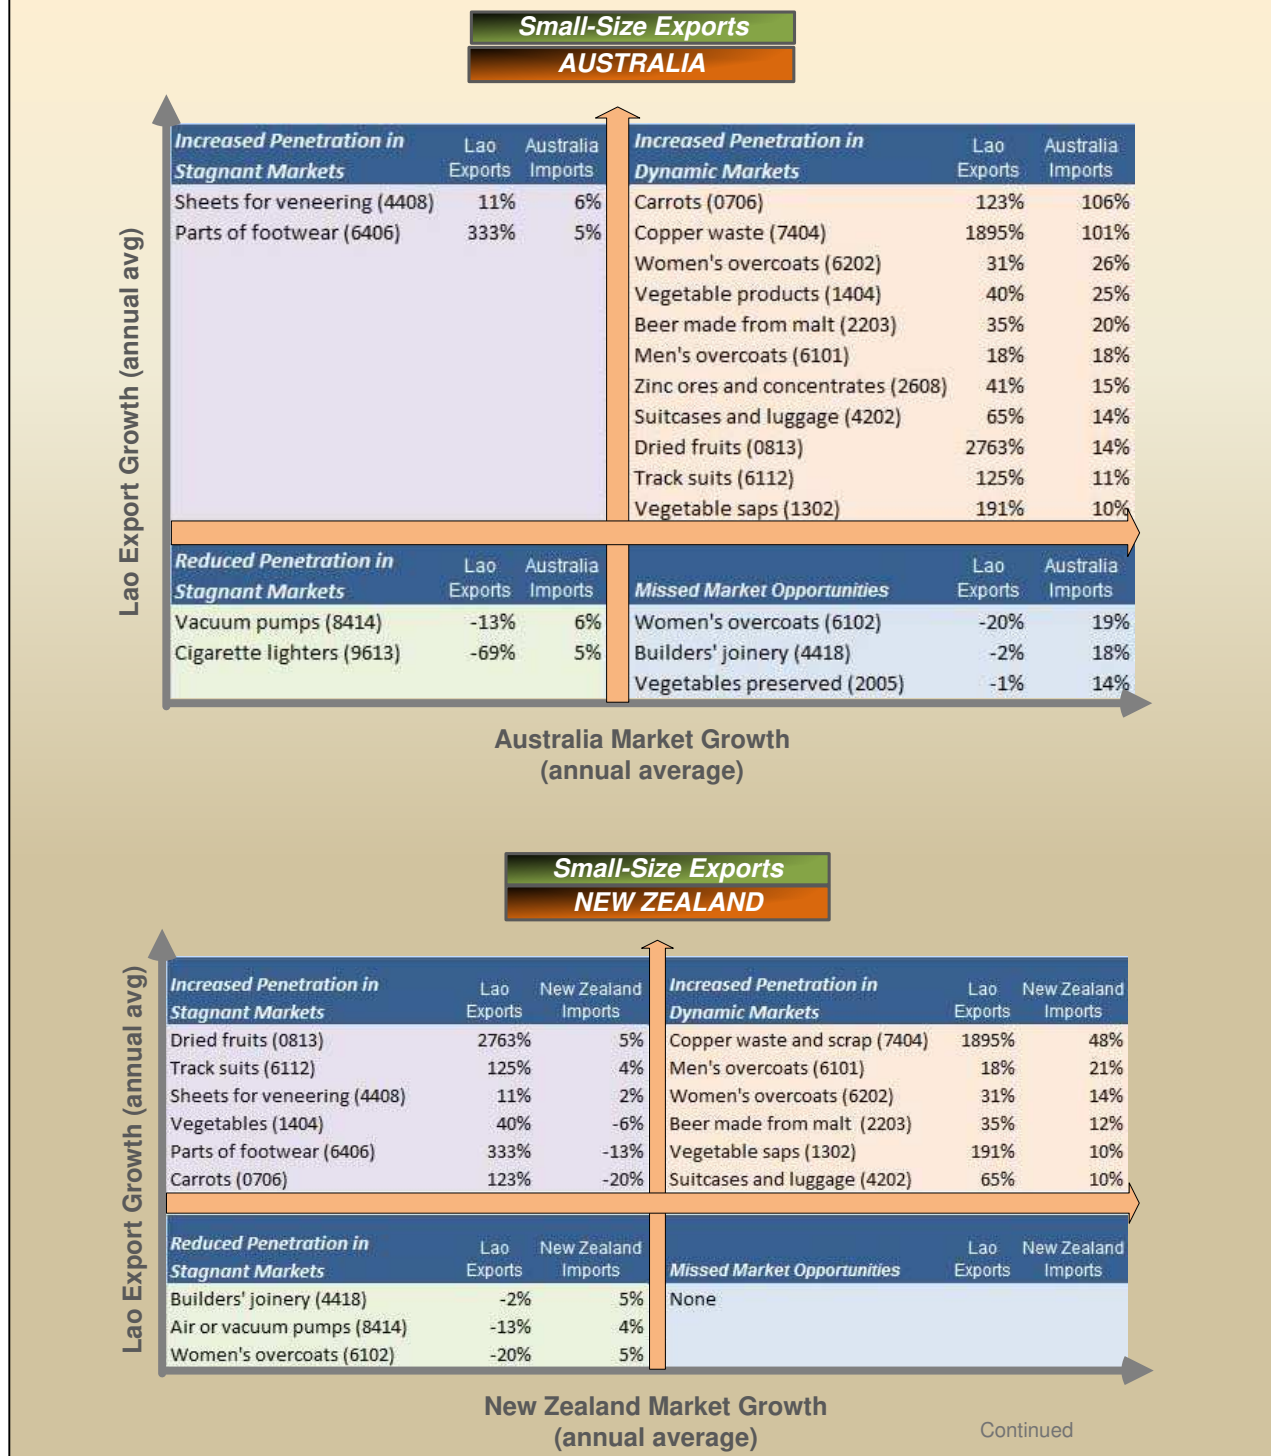 Small-Size Exports
AUSTRALIA
Lao Export Growth (annual avg)
Increased Penetration in Stagnant Markets Lao Exports Australia Imports
Sheets for veneering (4408) 11% 6%
Parts of footwear (6406) 333% 5%
Increased Penetration in Dynamic Markets Lao Exports Australia Imports
Carrots (0706) 123% 106%
Copper waste (7404) 1895% 101%
Women's overcoats (6202) 31% 26%
Vegetable products (1404) 40% 25%
Beer made from malt (2203) 35% 20%
Men's overcoats (6101) 18% 18%
Zinc ores and concentrates (2608) 41% 15%
Suitcases and luggage (4202) 65% 14%
Dried fruits (0813) 2763% 14%
Track suits (6112) 125% 11%
Vegetable saps (1302) 191% 10%
Reduced Penetration in Stagnant Markets Lao Exports Australia Imports
Vacuum pumps (8414) -13% 6%
Cigarette lighters (9613) -69% 5%
Missed Market Opportunities Lao Exports Australia Imports
Women's overcoats (6102) -20% 19%
Builders' joinery (4418) -2% 18%
Vegetables preserved (2005) -1% 14%
Australia Market Growth
(annual average)
Small-Size Exports
NEW ZEALAND
Lao Export Growth (annual avg)
Increased Penetration in Stagnant Markets Lao Exports New Zealand Imports
Dried fruits (0813) 2763% 5%
Track suits (6112) 125% 4%
Sheets for veneering (4408) 11% 2%
Vegetables (1404) 40% -6%
Parts of footwear (6406) 333% -13%
Carrots (0706) 123% -20%
Increased Penetration in Dynamic Markets Lao Exports New Zealand Imports
Copper waste and scrap (7404) 1895% 48%
Men's overcoats (6101) 18% 21%
Women's overcoats (6202) 31% 14%
Beer made from malt (2203) 35% 12%
Vegetable saps (1302) 191% 10%
Suitcases and luggage (4202) 65% 10%
Reduced Penetration in Stagnant Markets Lao Exports New Zealand Imports
Builders' joinery (4418) -2% 5%
Air or vacuum pumps (8414) -13% 4%
Women's overcoats (6102) -20% 5%
Missed Market Opportunities Lao Exports New Zealand Imports
None
New Zealand Market Growth
(annual average)
Continued